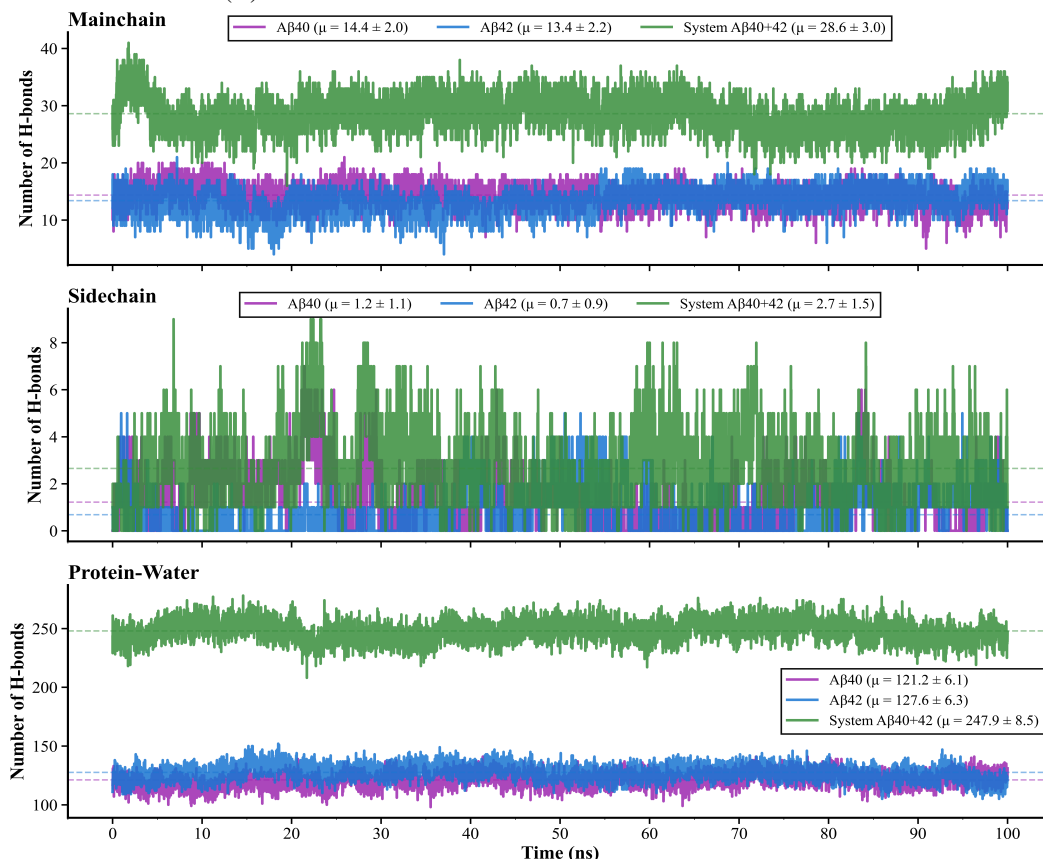 Mainchain
Aβ40 (μ = 14.4 ± 2.0) Aβ42 (μ = 13.4 ± 2.2) System Aβ40+42 (μ = 28.6 ± 3.0)
Number of H-bonds
40
30
20
10
Sidechain
Aβ40 (μ = 1.2 ± 1.1) Aβ42 (μ = 0.7 ± 0.9) System Aβ40+42 (μ = 2.7 ± 1.5)
Number of H-bonds
8
6
4
2
0
Protein-Water
Number of H-bonds
250
200
150
100
Aβ40 (μ = 121.2 ± 6.1)
Aβ42 (μ = 127.6 ± 6.3)
System Aβ40+42 (μ = 247.9 ± 8.5)
0 10 20 30 40 50 60 70 80 90 100
Time (ns)